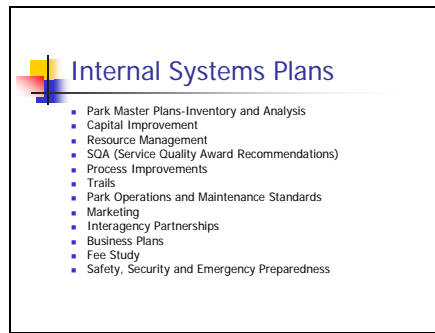 Internal Systems Plans
Park Master Plans-Inventory and Analysis
Capital Improvement
Resource Management
SQA (Service Quality Award Recommendations)
Process Improvements
Trails
Park Operations and Maintenance Standards
Marketing
Interagency Partnerships
Business Plans
Fee Study
Safety, Security and Emergency Preparedness